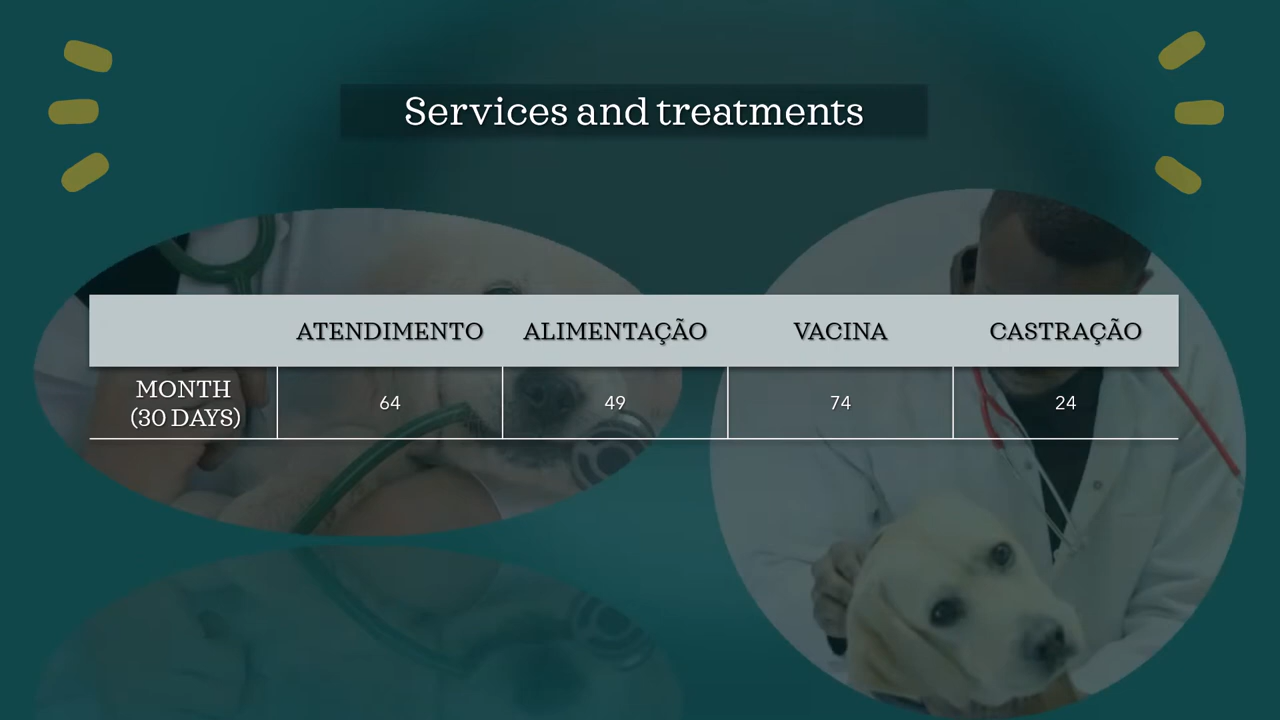 Services and treatments
ATENDIMENTO ALIMENTAÇÃO VACINA CASTRAÇÃO
MONTH
(30 DAYS) 64 49 74 24